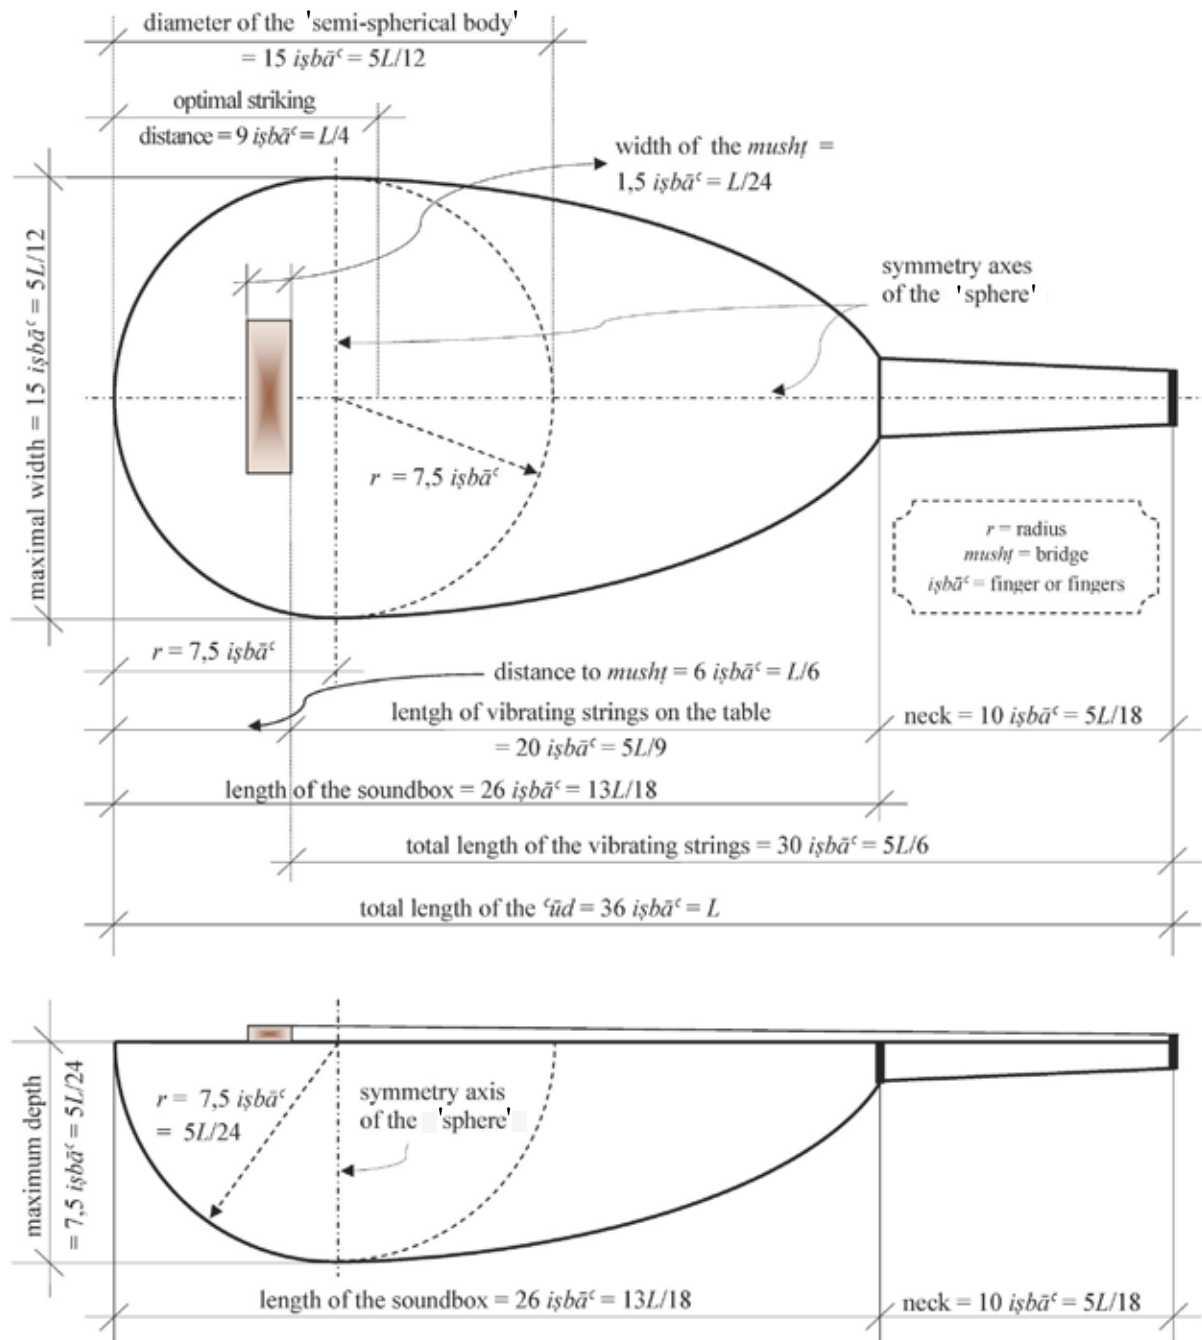 diameter of the 'semi-spherical body'
= 15 iṣbāʿ = 5L/12
optimal striking
distance = 9 iṣbāʿ = L/4
width of the mushṭ =
1,5 iṣbāʿ = L/24
maximal width = 15 iṣbāʿ = 5L/12
symmetry axes
of the 'sphere'
r = 7,5 iṣbāʿ
r = radius
mushṭ = bridge
iṣbāʿ = finger or fingers
r = 7,5 iṣbāʿ
distance to mushṭ = 6 iṣbāʿ = L/6
lentgh of vibrating strings on the table
= 20 iṣbāʿ = 5L/9
neck = 10 iṣbāʿ = 5L/18
length of the soundbox = 26 iṣbāʿ = 13L/18
total length of the vibrating strings = 30 iṣbāʿ = 5L/6
total length of the ʿūd = 36 iṣbāʿ = L
maximum depth
= 7,5 iṣbāʿ = 5L/24
r = 7,5 iṣbāʿ
= 5L/24
symmetry axis
of the 'sphere'
length of the soundbox = 26 iṣbāʿ = 13L/18
neck = 10 iṣbāʿ = 5L/18